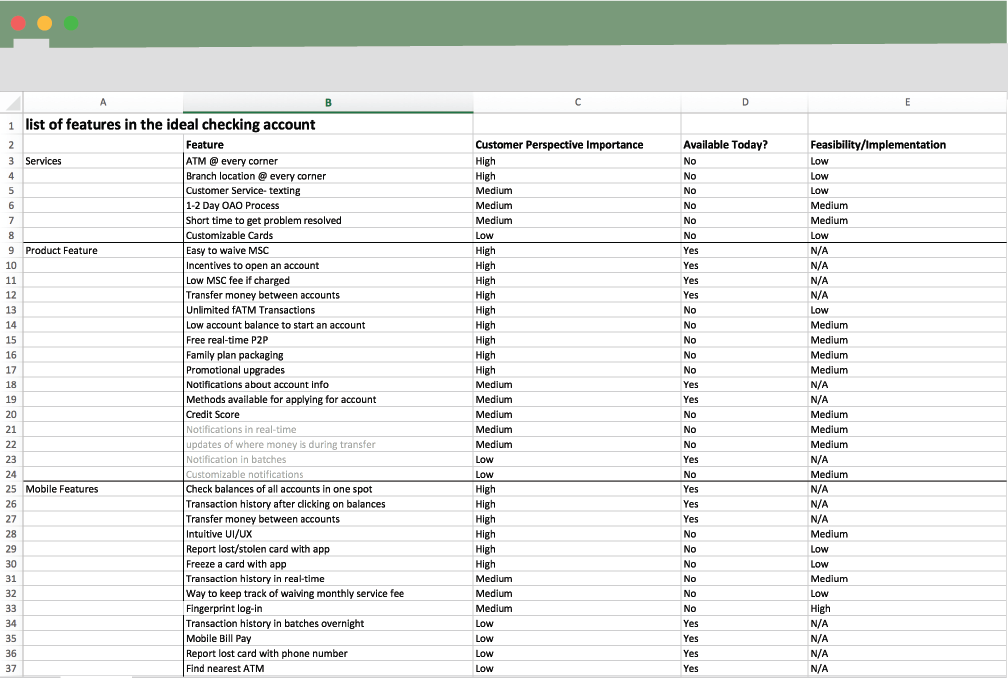 A B C D E
1 list of features in the ideal checking account
2 Feature Customer Perspective Importance Available Today? Feasibility/Implementation
3 Services ATM @ every corner High No Low
4 Branch location @ every corner High No Low
5 Customer Service- texting Medium No Low
6 1-2 Day OAO Process Medium No Medium
7 Short time to get problem resolved Medium No Medium
8 Customizable Cards Low No Low
9 Product Feature Easy to waive MSC High Yes N/A
10 Incentives to open an account High Yes N/A
11 Low MSC fee if charged High Yes N/A
12 Transfer money between accounts High Yes N/A
13 Unlimited fATM Transactions High No Low
14 Low account balance to start an account High No Medium
15 Free real-time P2P High No Medium
16 Family plan packaging High No Medium
17 Promotional upgrades High No Medium
18 Notifications about account info Medium Yes N/A
19 Methods available for applying for account Medium Yes N/A
20 Credit Score Medium No Medium
21 Notifications in real-time Medium No Medium
22 updates of where money is during transfer Medium No Medium
23 Notification in batches Low Yes N/A
24 Customizable notifications Low No Medium
25 Mobile Features Check balances of all accounts in one spot High Yes N/A
26 Transaction history after clicking on balances High Yes N/A
27 Transfer money between accounts High Yes N/A
28 Intuitive UI/UX High No Medium
29 Report lost/stolen card with app High No Low
30 Freeze a card with app High No Low
31 Transaction history in real-time Medium No Medium
32 Way to keep track of waiving monthly service fee Medium No Low
33 Fingerprint log-in Medium No High
34 Transaction history in batches overnight Low Yes N/A
35 Mobile Bill Pay Low Yes N/A
36 Report lost card with phone number Low Yes N/A
37 Find nearest ATM Low Yes N/A